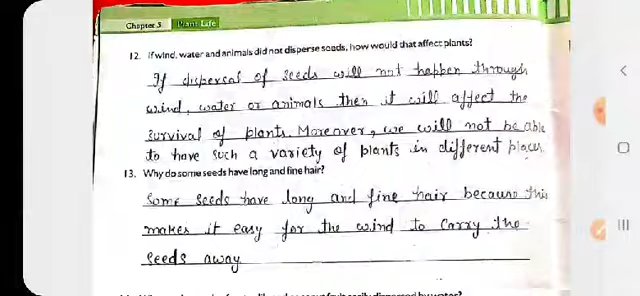 Chapter 3 Plant Life
12. If wind, water and animals did not disperse seeds, how would that affect plants?
If dispersal of seeds will not happen through
wind, water or animals then it will affect the
survival of plants. Moreover, we will not be able
to have such a variety of plants in different places
13. Why do some seeds have long and fine hair?
Some seeds have long and fine hair because this
makes it easy for the wind to carry the
seeds away